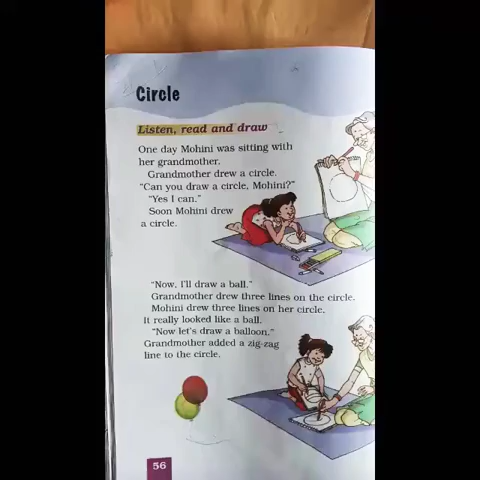 Circle
Listen, read and draw
One day Mohini was sitting with
her grandmother.
Grandmother drew a circle.
“Can you draw a circle, Mohini?”
“Yes I can.”
Soon Mohini drew
a circle.
“Now, I'll draw a ball.”
Grandmother drew three lines on the circle.
Mohini drew three lines on her circle.
It really looked like a ball.
“Now let's draw a balloon.”
Grandmother added a zig-zag
line to the circle.
56